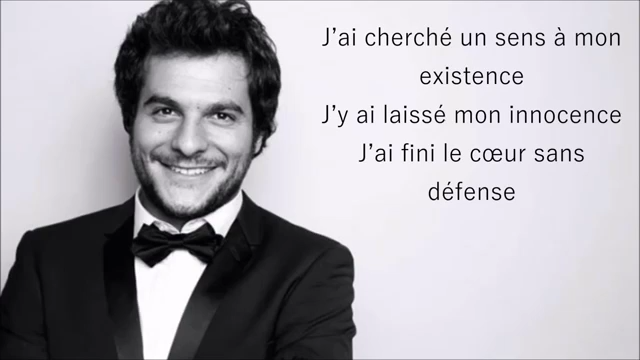 J’ai cherché un sens à mon
existence
J’y ai laissé mon innocence
J’ai fini le cœur sans
défense